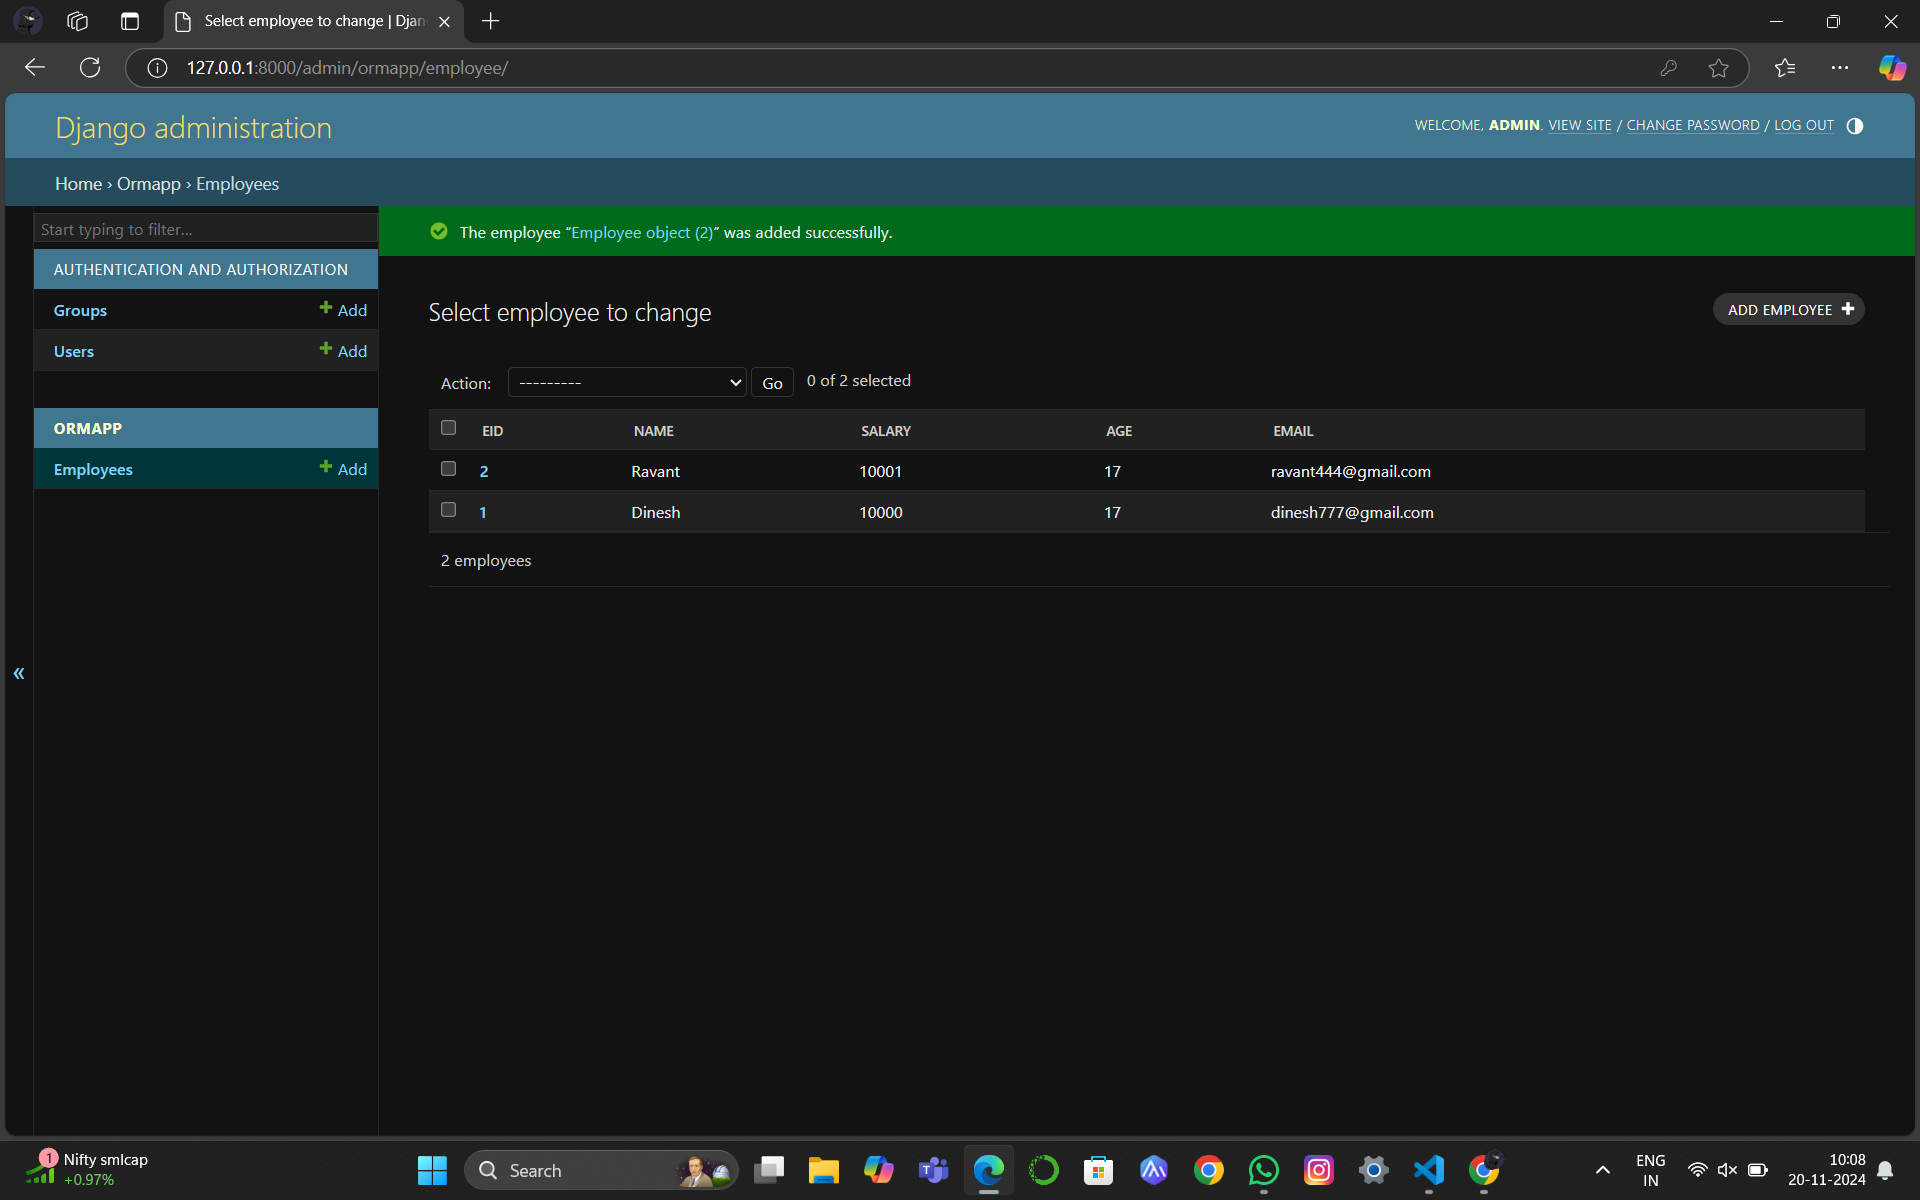 Select employee to change | Djan
127.0.0.1:8000/admin/ormapp/employee/
Django administration
WELCOME, ADMIN. VIEW SITE / CHANGE PASSWORD / LOG OUT
Home › Ormapp › Employees
Start typing to filter...
The employee “Employee object (2)” was added successfully.
AUTHENTICATION AND AUTHORIZATION
Groups Add
Users Add
ORMAPP
Employees Add
Select employee to change
ADD EMPLOYEE
Action: --------- Go 0 of 2 selected
EID NAME SALARY AGE EMAIL
2 Ravant 10001 17 ravant444@gmail.com
1 Dinesh 10000 17 dinesh777@gmail.com
2 employees
«
1
Nifty smlcap
+0.97%
Search
ENG
IN
10:08
20-11-2024